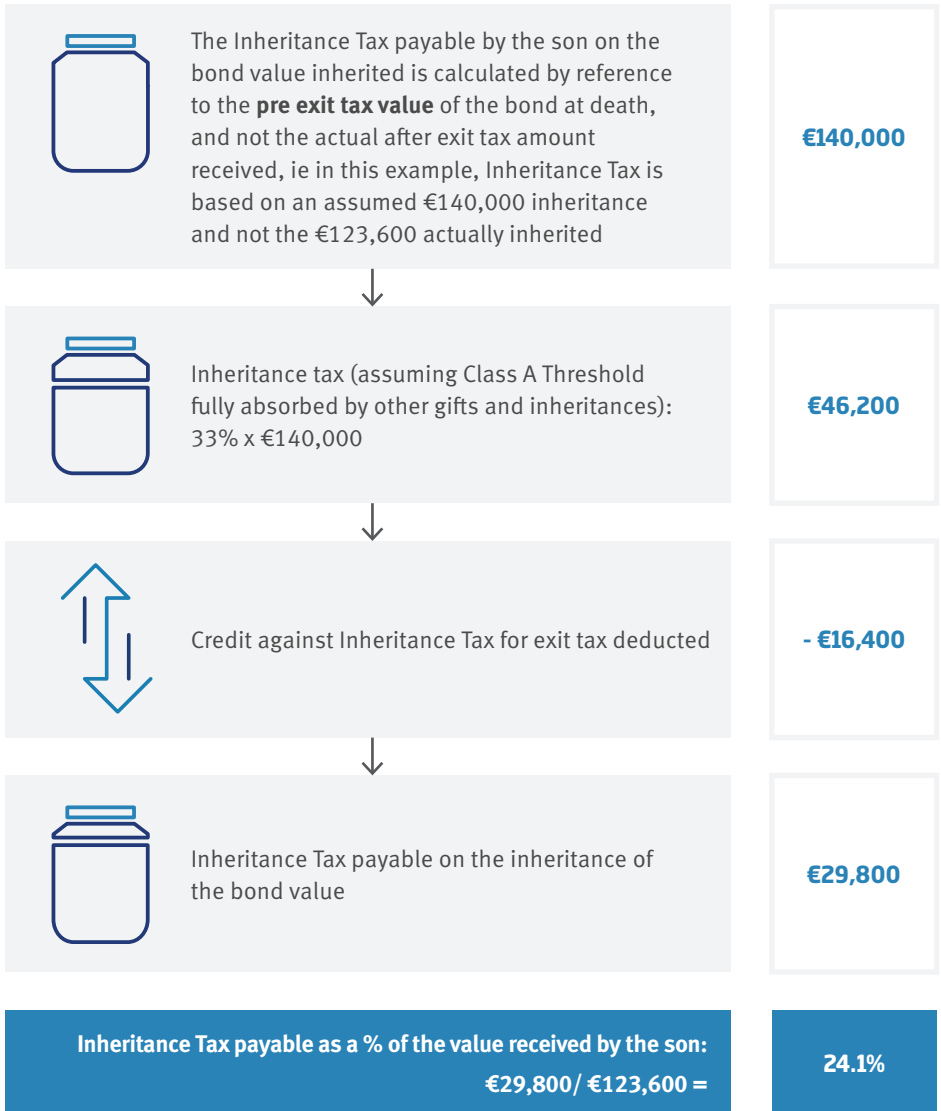 The Inheritance Tax payable by the son on the
bond value inherited is calculated by reference
to the pre exit tax value of the bond at death,
and not the actual after exit tax amount
received, ie in this example, Inheritance Tax is
based on an assumed €140,000 inheritance
and not the €123,600 actually inherited
€140,000
Inheritance tax (assuming Class A Threshold
fully absorbed by other gifts and inheritances):
33% x €140,000
€46,200
Credit against Inheritance Tax for exit tax deducted
- €16,400
Inheritance Tax payable on the inheritance of
the bond value
€29,800
Inheritance Tax payable as a % of the value received by the son:
€29,800/ €123,600 =
24.1%